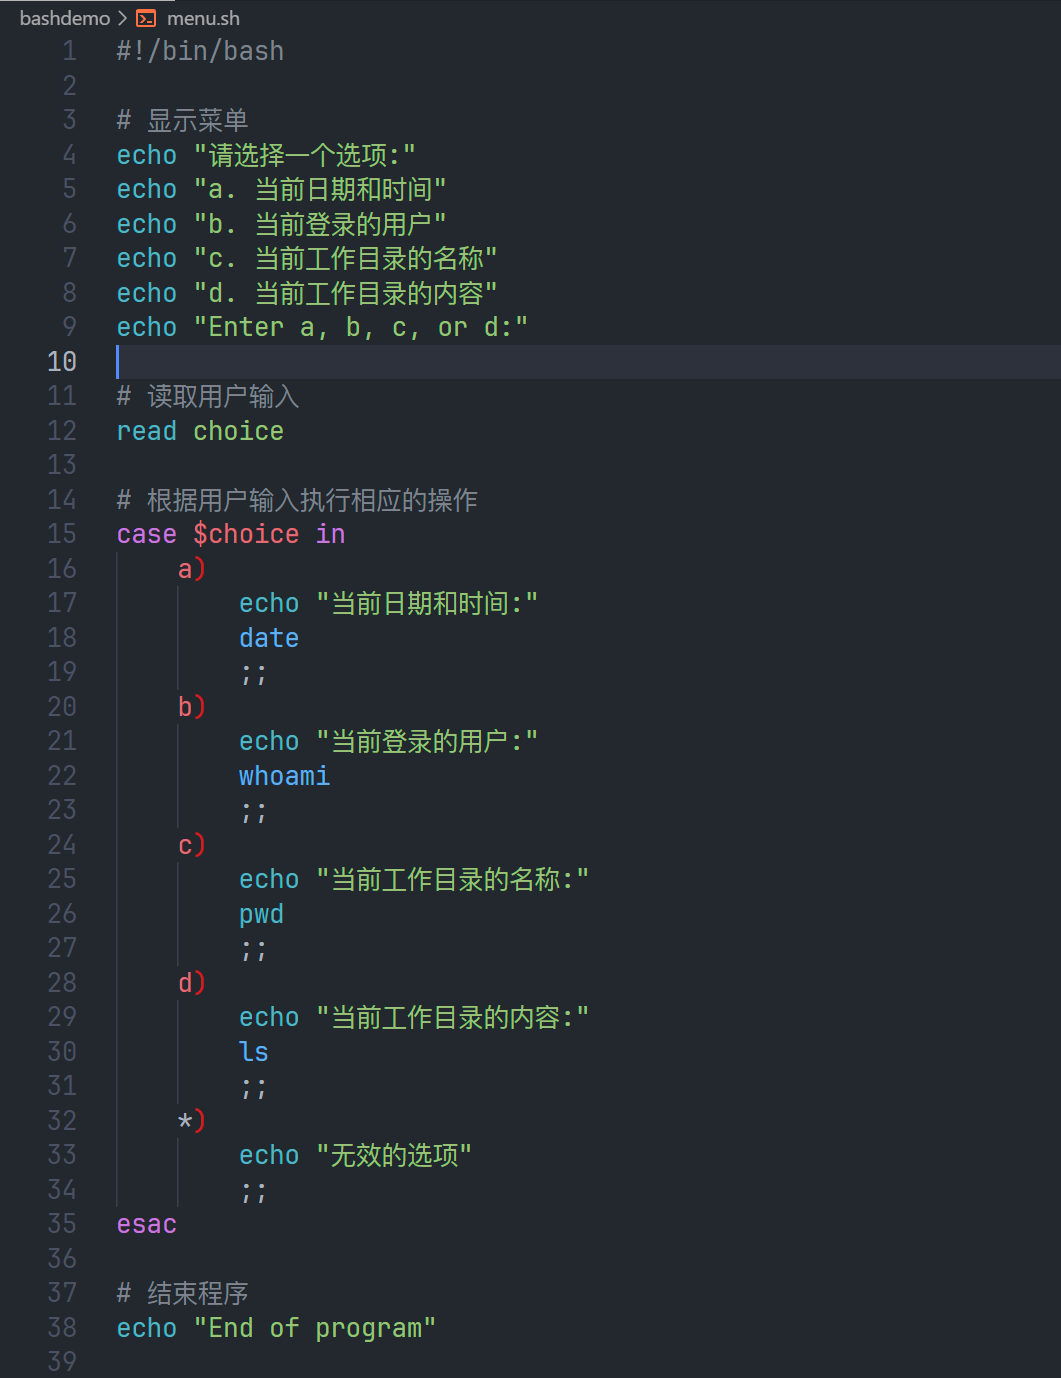 bashdemo > menu.sh
1 #!/bin/bash
2
3 # 显示菜单
4 echo "请选择一个选项:"
5 echo "a. 当前日期和时间"
6 echo "b. 当前登录的用户"
7 echo "c. 当前工作目录的名称"
8 echo "d. 当前工作目录的内容"
9 echo "Enter a, b, c, or d:"
10
11 # 读取用户输入
12 read choice
13
14 # 根据用户输入执行相应的操作
15 case $choice in
16     a)
17         echo "当前日期和时间:"
18         date
19         ;;
20     b)
21         echo "当前登录的用户:"
22         whoami
23         ;;
24     c)
25         echo "当前工作目录的名称:"
26         pwd
27         ;;
28     d)
29         echo "当前工作目录的内容:"
30         ls
31         ;;
32     *)
33         echo "无效的选项"
34         ;;
35 esac
36
37 # 结束程序
38 echo "End of program"
39